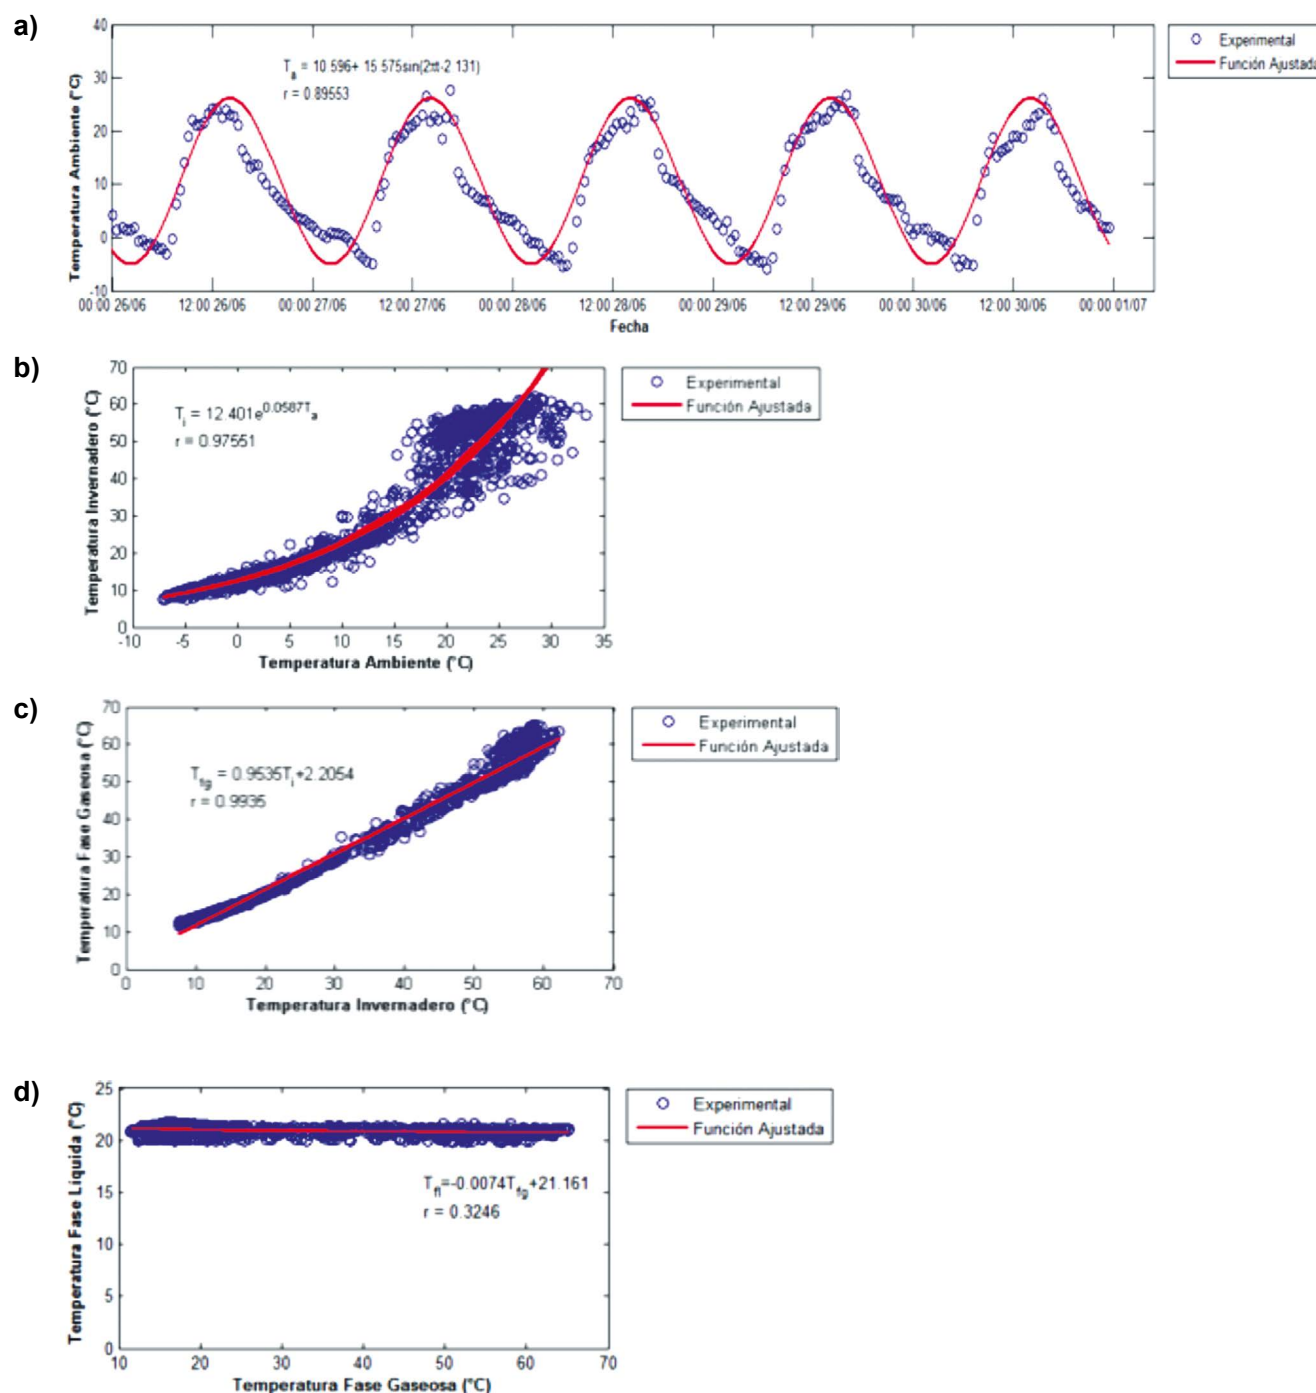 a)
40
30
20
10
0
-10
Temperatura Ambiente (°C)
Ta = 10 596+ 15 575sin(2πt-2 131)
r = 0.89553
Experimental
Función Ajustada
00:00 26/06 12:00 26/06 00:00 27/06 12:00 27/06 00:00 28/06 12:00 28/06 00:00 29/06 12:00 29/06 00:00 30/06 12:00 30/06 00:00 01/07
Fecha
b)
70
60
50
40
30
20
10
0
Temperatura Invernadero (°C)
Ti = 12 401e^0.0587Ta
r = 0.97551
Experimental
Función Ajustada
-10 -5 0 5 10 15 20 25 30 35
Temperatura Ambiente (°C)
c)
70
60
50
40
30
20
10
0
Temperatura Fase Gaseosa (°C)
Tfg = 0.9535Ti+2.2054
r = 0.9935
Experimental
Función Ajustada
0 10 20 30 40 50 60 70
Temperatura Invernadero (°C)
d)
25
20
15
10
5
0
Temperatura Fase Liquida (°C)
Tfl=-0.0074Tfg+21.161
r = 0.3246
Experimental
Función Ajustada
10 20 30 40 50 60 70
Temperatura Fase Gaseosa (°C)